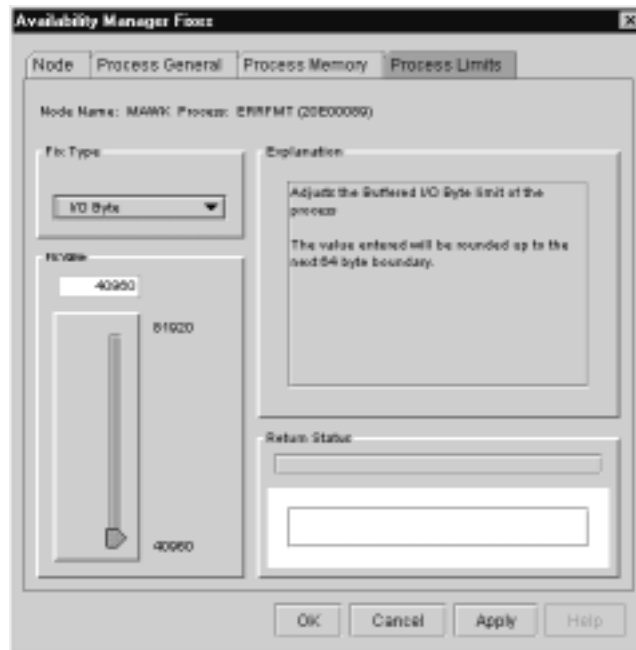 Availability Manager Fixes
Node Process General Process Memory Process Limits
Node Name: MAWK Process: ERRFMT (20E00089)
Fix Type
I/O Byte
Explanation
Adjusts the Buffered I/O Byte limit of the
process
The value entered will be rounded up to the
next 64 byte boundary.
40960
81920
40960
Return Status
OK Cancel Apply Help